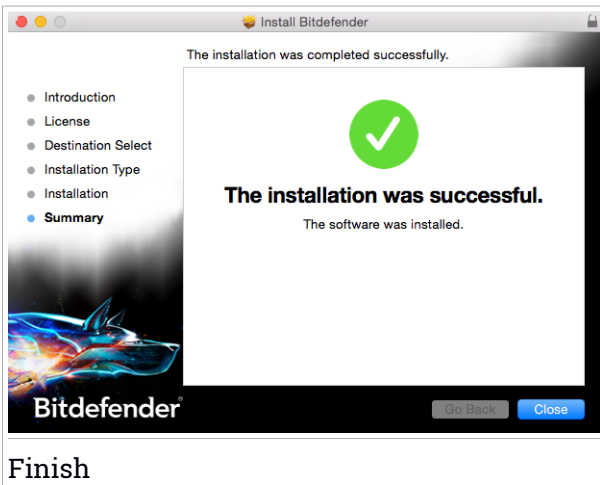 Install Bitdefender
The installation was completed successfully.
Introduction
License
Destination Select
Installation Type
Installation
Summary
The installation was successful.
The software was installed.
Bitdefender
Go Back
Close
Finish